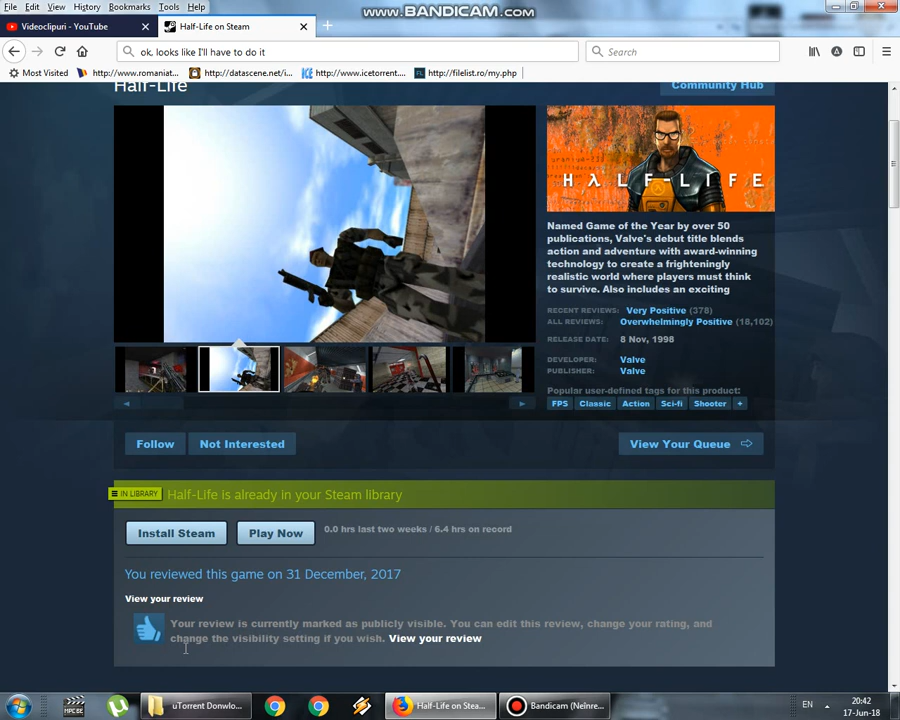 File Edit View History Bookmarks Tools Help
WWW.BANDICAM.COM
Videoclipuri - YouTube
Half-Life on Steam
ok. looks like I'll have to do it
Search
Most Visited
http://www.romaniat...
http://datascene.net/i...
http://www.icetorrent...
http://filelist.ro/my.php
Half-Life
Community Hub
HλLF-LIFE
Named Game of the Year by over 50
publications, Valve's debut title blends
action and adventure with award-winning
technology to create a frighteningly
realistic world where players must think
to survive. Also includes an exciting
RECENT REVIEWS: Very Positive (378)
ALL REVIEWS: Overwhelmingly Positive (18,102)
RELEASE DATE: 8 Nov, 1998
DEVELOPER: Valve
PUBLISHER: Valve
Popular user-defined tags for this product:
FPS Classic Action Sci-fi Shooter +
Follow
Not Interested
View Your Queue
IN LIBRARY
Half-Life is already in your Steam library
Install Steam
Play Now
0.0 hrs last two weeks / 6.4 hrs on record
You reviewed this game on 31 December, 2017
View your review
Your review is currently marked as publicly visible. You can edit this review, change your rating, and
change the visibility setting if you wish. View your review
uTorrent Donwlo...
Half-Life on Stea...
Bandicam (Neînre...
EN
20:42
17-Jun-18